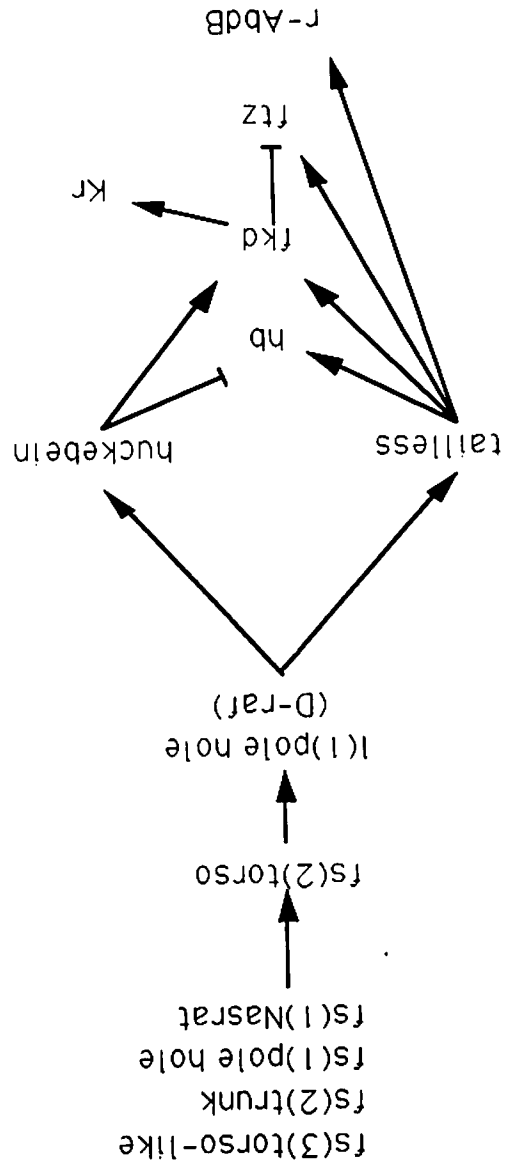 fs(3)torso-like
fs(2)trunk
fs(1)pole hole
fs(1)Nasrat
fs(2)torso
l(1)pole hole
(D-raf)
huckebein
tailless
hb
fkd
Kr
ftz
r-AbdB